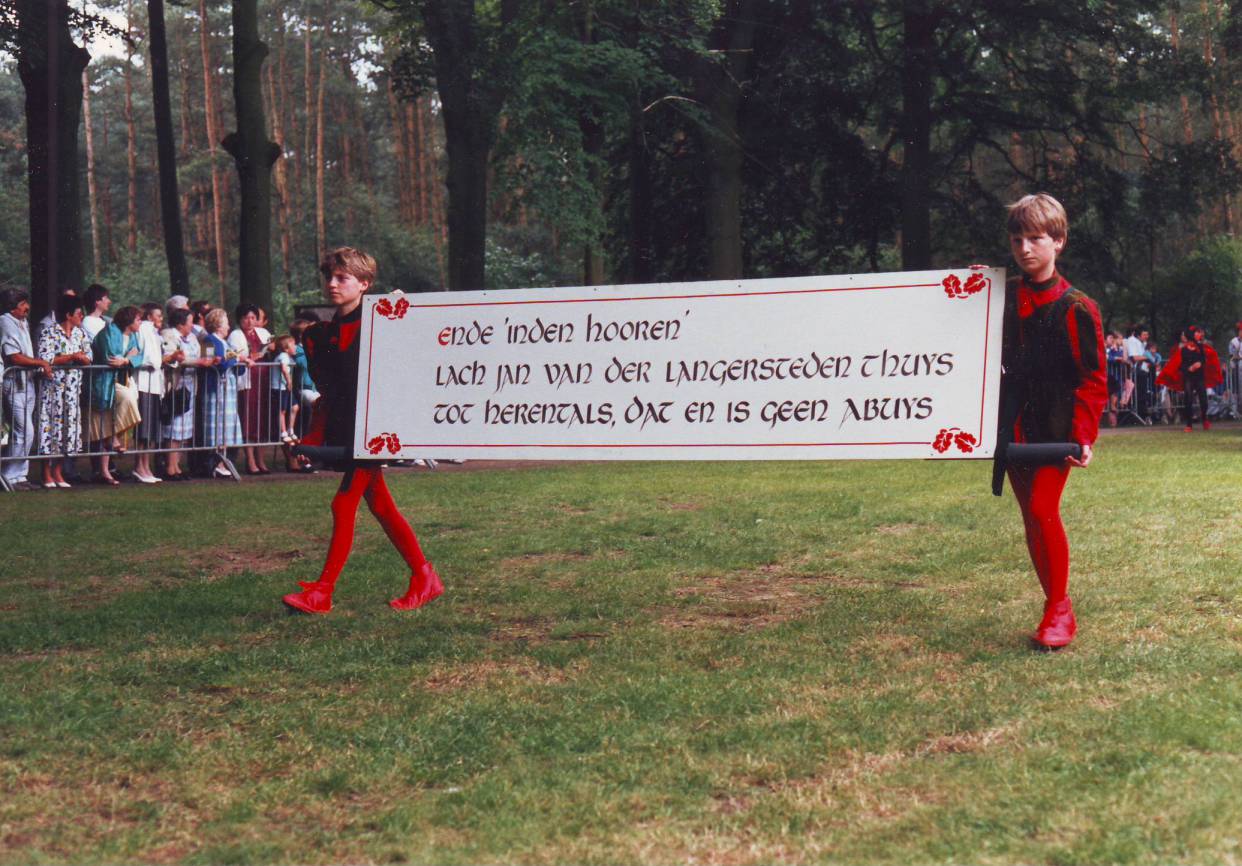 Ende 'inden hooren'
Lach Jan van der Langersteden thuys
tot Herentals, dat en is geen abuys